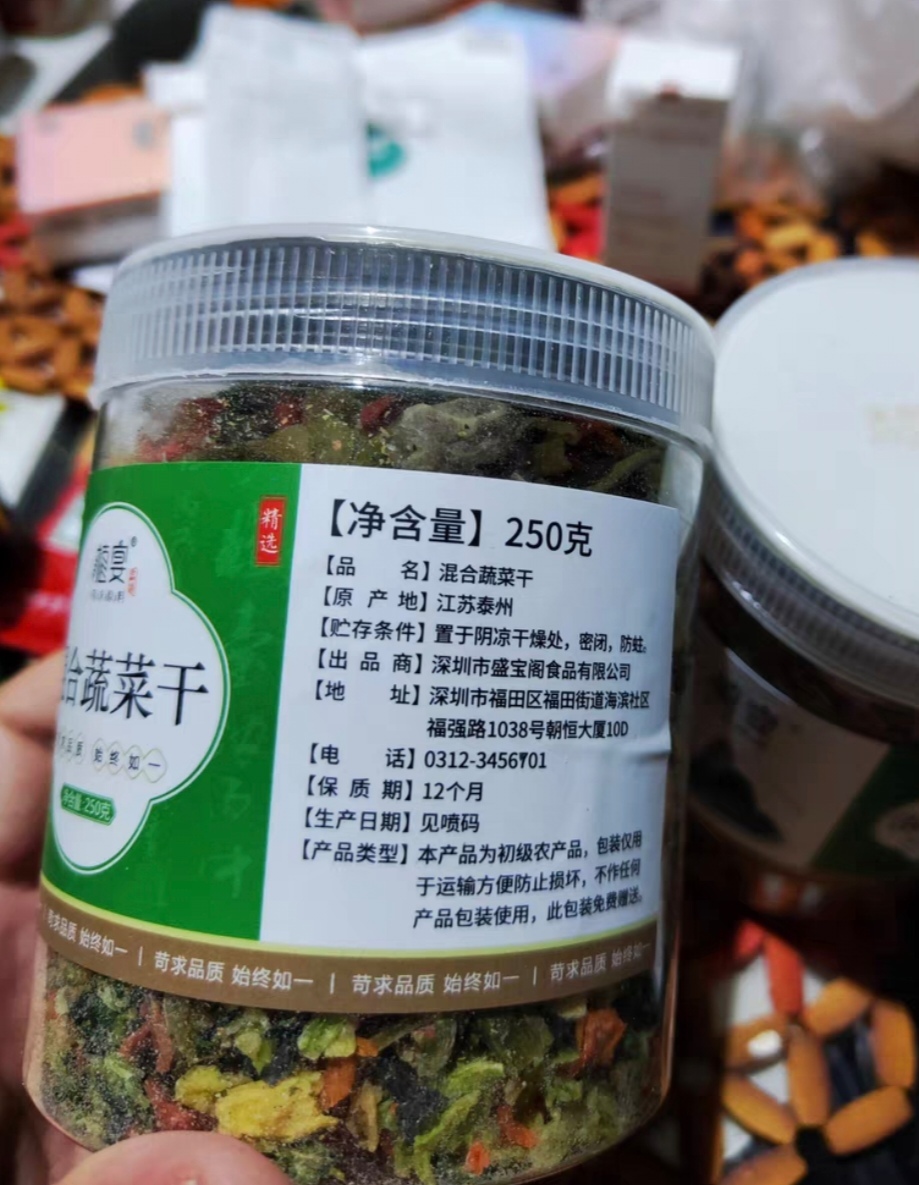 精选
【净含量】250克
【品 名】混合蔬菜干
【原 产 地】江苏泰州
【贮存条件】置于阴凉干燥处，密闭，防蛀。
【出 品 商】深圳市盛宝阁食品有限公司
【地 址】深圳市福田区福田街道海滨社区
福强路1038号朝恒大厦10D
【电 话】0312-3456701
【保 质 期】12个月
【生产日期】见喷码
【产品类型】本产品为初级农产品，包装仅用
于运输方便防止损坏，不作任何
产品包装使用，此包装免费赠送。
宴
合蔬菜干
品质 始终如一
净含量:250克
苛求品质 始终如一 | 苛求品质 始终如一 | 苛求品质 始终如一 | 苛求品质 始终如一